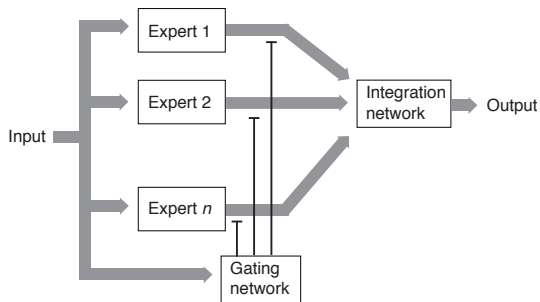 Expert 1
Expert 2
Integration
network
Output
Input
Expert n
Gating
network